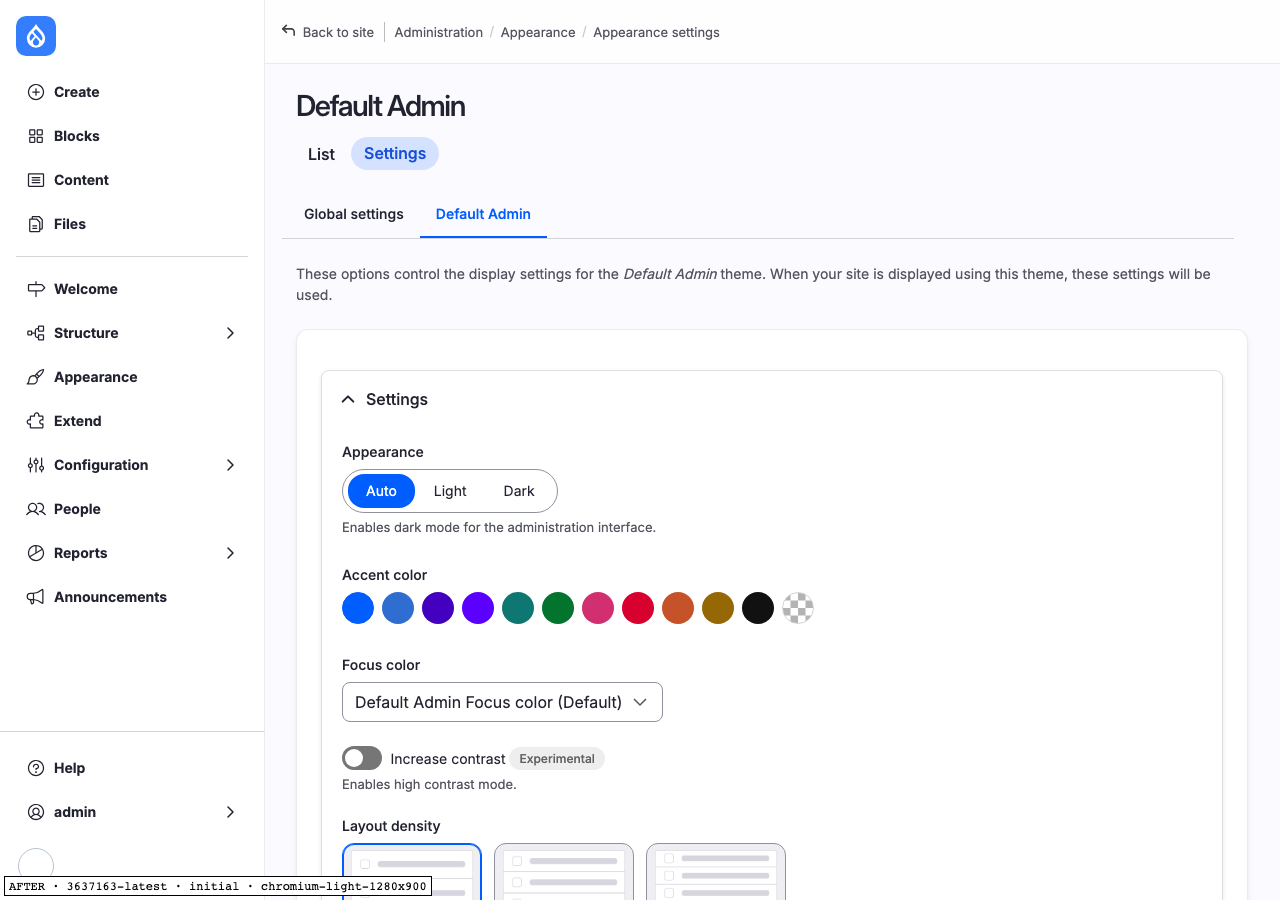 Back to site
Administration / Appearance / Appearance settings
Create
Blocks
Content
Files
Welcome
Structure
Appearance
Extend
Configuration
People
Reports
Announcements
Help
admin
Default Admin
List
Settings
Global settings
Default Admin
These options control the display settings for the Default Admin theme. When your site is displayed using this theme, these settings will be
used.
Settings
Appearance
Auto
Light
Dark
Enables dark mode for the administration interface.
Accent color
Focus color
Default Admin Focus color (Default)
Increase contrast
Experimental
Enables high contrast mode.
Layout density
AFTER · 3637163-latest · initial · chromium-light-1280x900